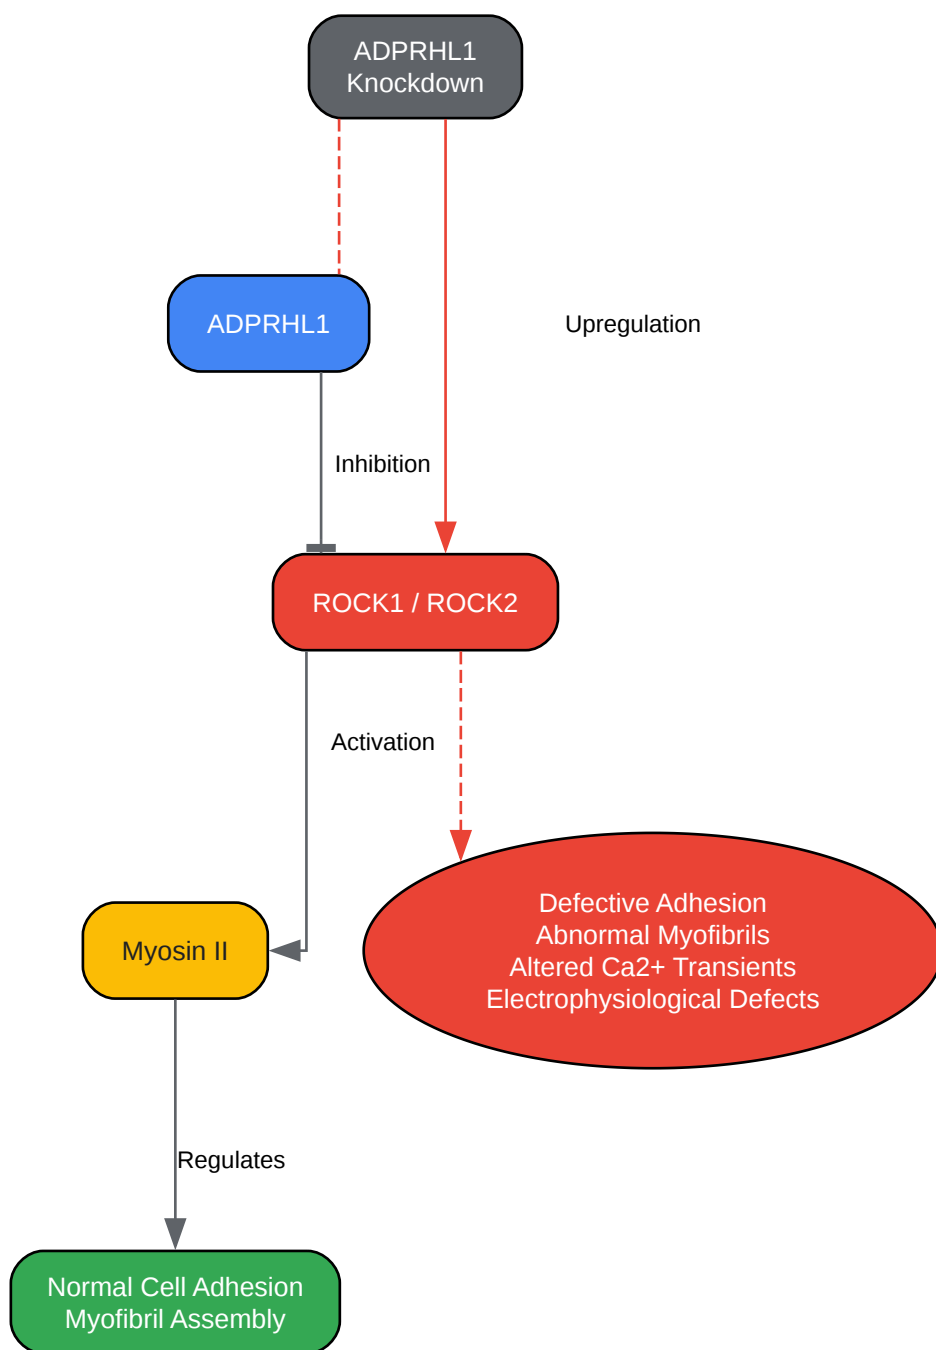 ADPRHL1
Knockdown
ADPRHL1
Upregulation
Inhibition
ROCK1 / ROCK2
Activation
Defective Adhesion
Abnormal Myofibrils
Altered Ca2+ Transients
Electrophysiological Defects
Myosin II
Regulates
Normal Cell Adhesion
Myofibril Assembly